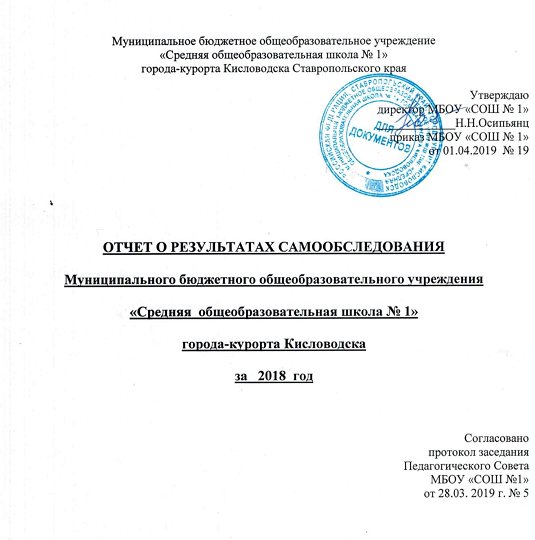 Муниципальное бюджетное общеобразовательное учреждение
«Средняя общеобразовательная школа № 1»
города-курорта Кисловодска Ставропольского края
Утверждаю
директор МБОУ «СОШ № 1»
Н.Н.Осипьянц
приказ МБОУ «СОШ № 1»
от 01.04.2019 № 19
ДЛЯ
ДОКУМЕНТОВ
ОТЧЕТ О РЕЗУЛЬТАТАХ САМООБСЛЕДОВАНИЯ
Муниципального бюджетного общеобразовательного учреждения
«Средняя общеобразовательная школа № 1»
города-курорта Кисловодска
за 2018 год
Согласовано
протокол заседания
Педагогического Совета
МБОУ «СОШ №1»
от 28.03. 2019 г. № 5